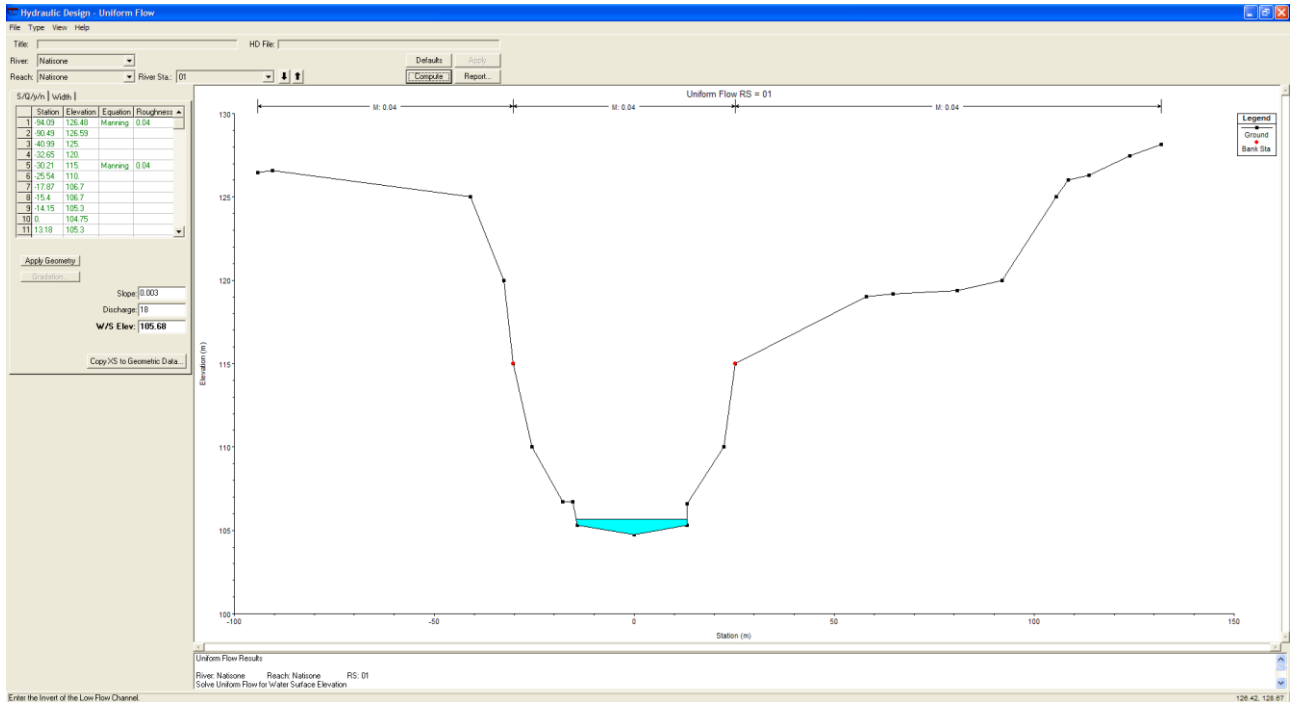 Hydraulic Design - Uniform Flow
File Type View Help
Title: HD File:
River: Natisone Defaults Apply
Reach: Natisone River Sta.: 01 Compute Report...
S/Q/y/n Width
Station Elevation Equation Roughness
1 -94.09 126.48 Manning 0.04
2 -90.49 126.59
3 -40.99 125.
4 -32.65 120.
5 -30.21 115. Manning 0.04
6 -25.54 110.
7 -17.87 106.7
8 -15.4 106.7
9 -14.15 105.3
10 0. 104.75
11 13.18 105.3
Apply Geometry
Gradation...
Slope: 0.003
Discharge: 18
W/S Elev: 105.68
Copy XS to Geometric Data...
Uniform Flow RS = 01
M: 0.04 M: 0.04 M: 0.04
Legend
Ground
Bank Sta
130
125
120
115
110
105
100
Elevation (m)
-100 -50 0 50 100 150
Station (m)
Uniform Flow Results
River: Natisone Reach: Natisone RS: 01
Solve Uniform Flow for Water Surface Elevation
Enter the Invert of the Low Flow Channel. 126.42, 128.67